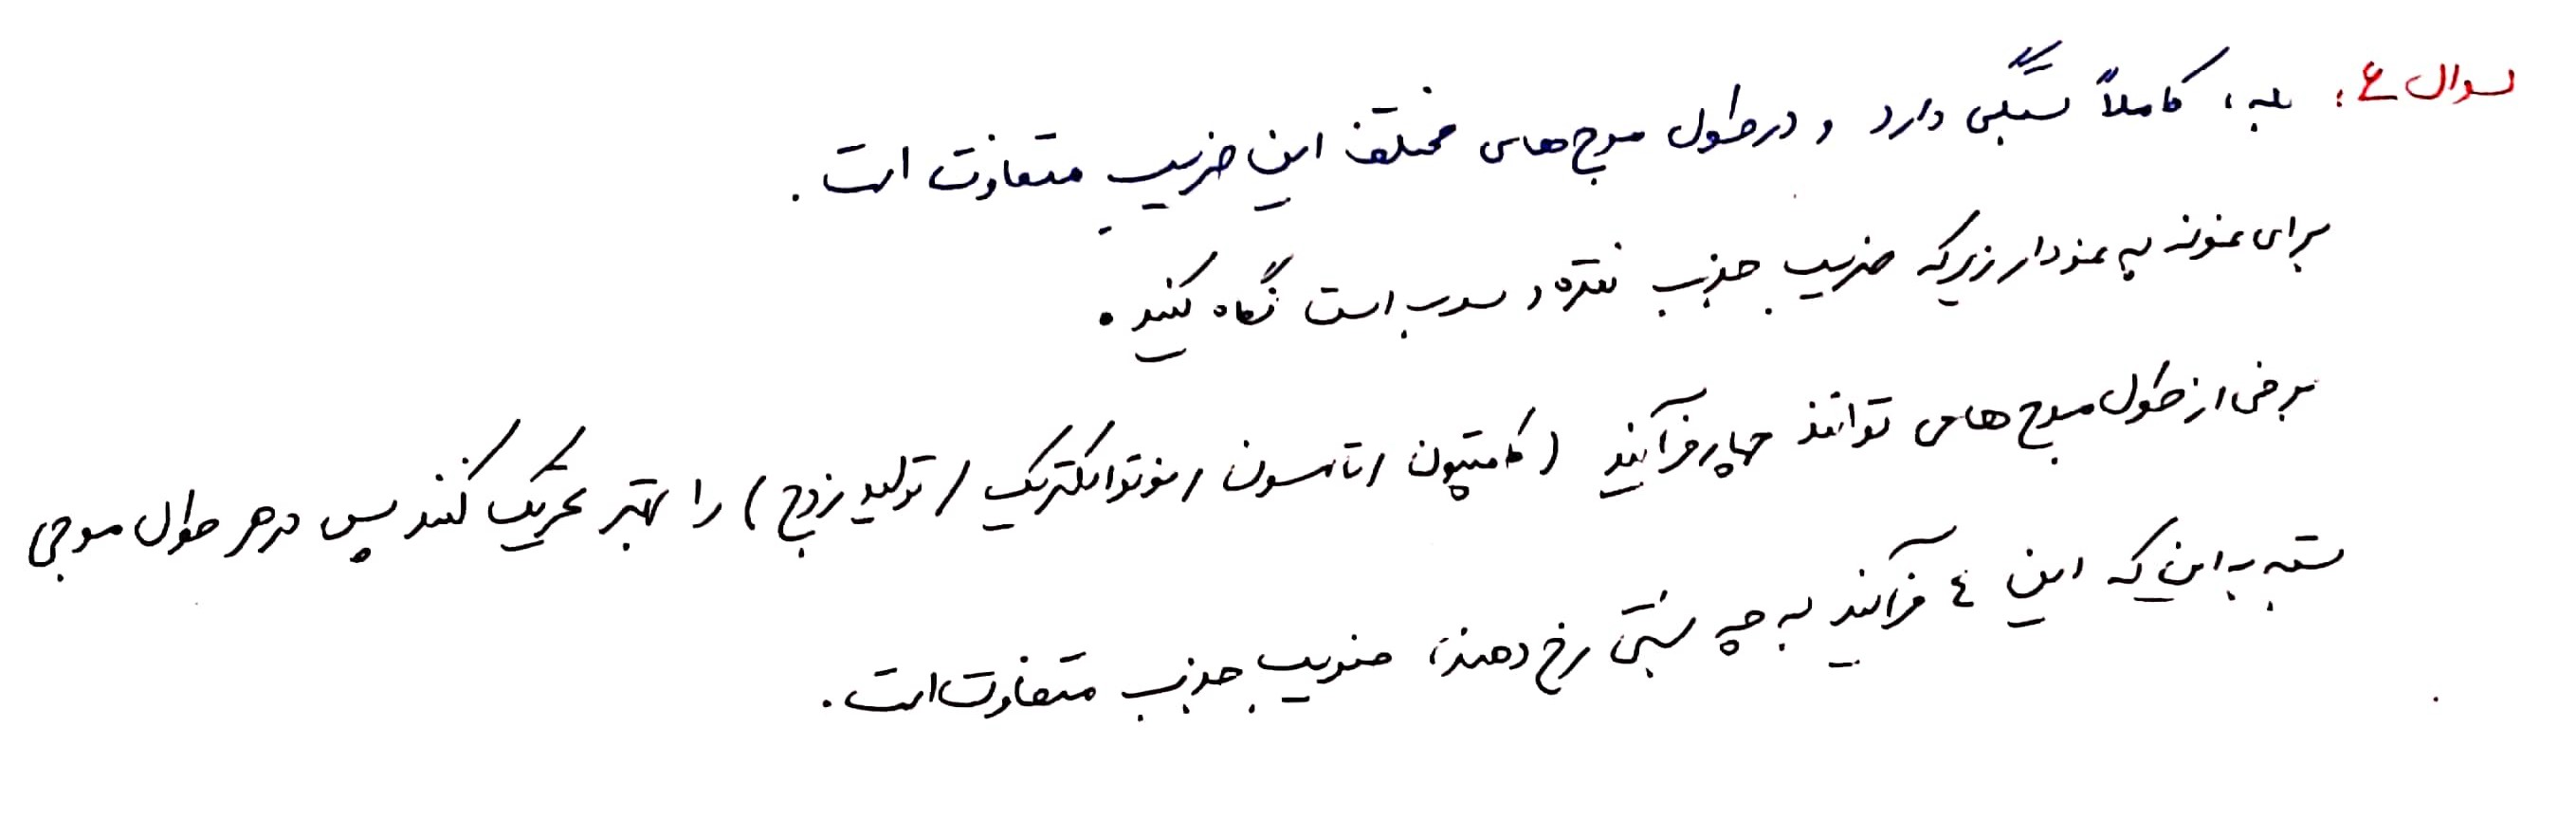 سوال ۴: بله، کاملاً بستگی دارد و در طول موج‌های مختلف این ضریب متفاوت است.
برای نمونه به نمودار زیر که ضریب جذب نقره و سرب است نگاه کنید.
برخی از طول موج‌ها می توانند چهار فرآیند (کامپتون / تامسون / فوتوالکتریک / تولید زوج) را بهتر تحریک کنند پس در هر طول موجی
بسته به این که این ۴ فرآیند به چه نسبتی رخ دهند، ضریب جذب متفاوت است.